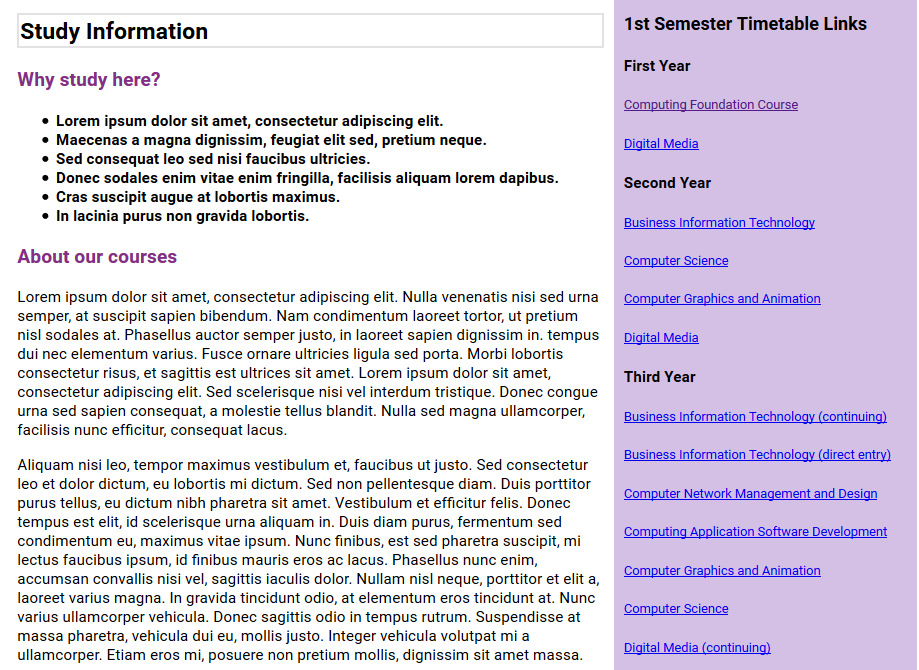 Study Information
Why study here?
Lorem ipsum dolor sit amet, consectetur adipiscing elit.
Maecenas a magna dignissim, feugiat elit sed, pretium neque.
Sed consequat leo sed nisi faucibus ultricies.
Donec sodales enim vitae enim fringilla, facilisis aliquam lorem dapibus.
Cras suscipit augue at lobortis maximus.
In lacinia purus non gravida lobortis.
About our courses
Lorem ipsum dolor sit amet, consectetur adipiscing elit. Nulla venenatis nisi sed urna
semper, at suscipit sapien bibendum. Nam condimentum laoreet tortor, ut pretium
nisl sodales at. Phasellus auctor semper justo, in laoreet sapien dignissim in. tempus
dui nec elementum varius. Fusce ornare ultricies ligula sed porta. Morbi lobortis
consectetur risus, et sagittis est ultrices sit amet. Lorem ipsum dolor sit amet,
consectetur adipiscing elit. Sed scelerisque nisi vel interdum tristique. Donec congue
urna sed sapien consequat, a molestie tellus blandit. Nulla sed magna ullamcorper,
facilisis nunc efficitur, consequat lacus.
Aliquam nisi leo, tempor maximus vestibulum et, faucibus ut justo. Sed consectetur
leo et dolor dictum, eu lobortis mi dictum. Sed non pellentesque diam. Duis porttitor
purus tellus, eu dictum nibh pharetra sit amet. Vestibulum et efficitur felis. Donec
tempus est elit, id scelerisque urna aliquam in. Duis diam purus, fermentum sed
condimentum eu, maximus vitae ipsum. Nunc finibus, est sed pharetra suscipit, mi
lectus faucibus ipsum, id finibus mauris eros ac lacus. Phasellus nunc enim,
accumsan convallis nisi vel, sagittis iaculis dolor. Nullam nisl neque, porttitor et elit a,
laoreet varius magna. In gravida tincidunt odio, at elementum eros tincidunt at. Nunc
varius ullamcorper vehicula. Donec sagittis odio in tempus rutrum. Suspendisse at
massa pharetra, vehicula dui eu, mollis justo. Integer vehicula volutpat mi a
ullamcorper. Etiam eros mi, posuere non pretium mollis, dignissim sit amet massa.
1st Semester Timetable Links
First Year
Computing Foundation Course
Digital Media
Second Year
Business Information Technology
Computer Science
Computer Graphics and Animation
Digital Media
Third Year
Business Information Technology (continuing)
Business Information Technology (direct entry)
Computer Network Management and Design
Computing Application Software Development
Computer Graphics and Animation
Computer Science
Digital Media (continuing)